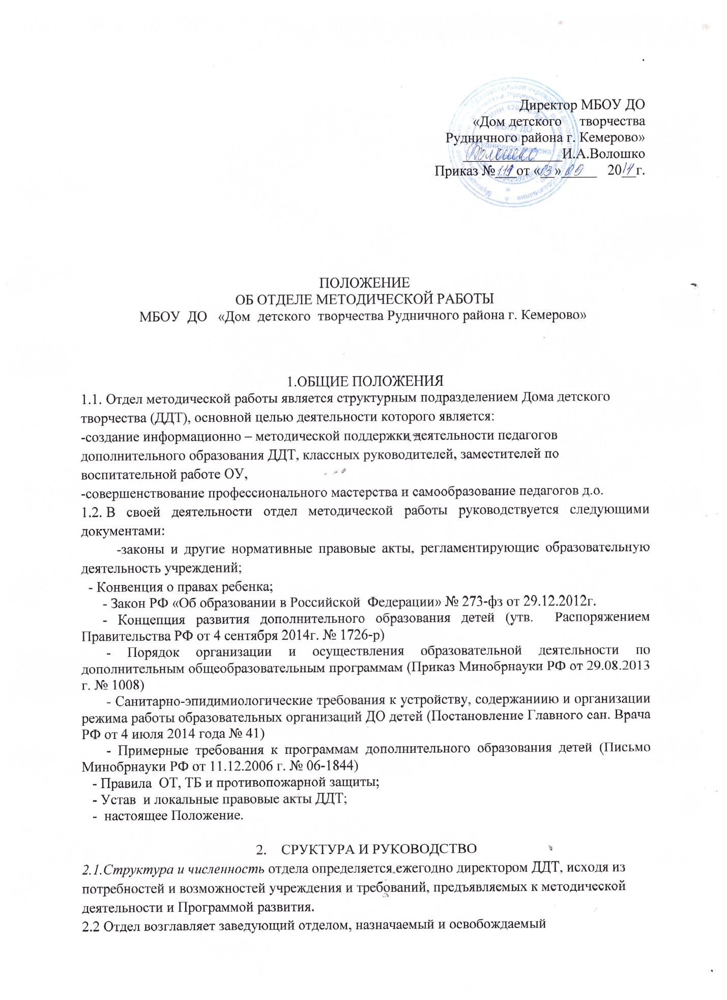 Директор МБОУ ДО
«Дом детского творчества
Рудничного района г. Кемерово»
Волошко И.А.Волошко
Приказ № 119 от «03» 09 2014 г.
ПОЛОЖЕНИЕ
ОБ ОТДЕЛЕ МЕТОДИЧЕСКОЙ РАБОТЫ
МБОУ ДО «Дом детского творчества Рудничного района г. Кемерово»
1.ОБЩИЕ ПОЛОЖЕНИЯ
1.1. Отдел методической работы является структурным подразделением Дома детского
творчества (ДДТ), основной целью деятельности которого является:
-создание информационно – методической поддержки деятельности педагогов
дополнительного образования ДДТ, классных руководителей, заместителей по
воспитательной работе ОУ,
-совершенствование профессионального мастерства и самообразование педагогов д.о.
1.2. В своей деятельности отдел методической работы руководствуется следующими
документами:
-законы и другие нормативные правовые акты, регламентирующие образовательную
деятельность учреждений;
- Конвенция о правах ребенка;
- Закон РФ «Об образовании в Российской Федерации» № 273-фз от 29.12.2012г.
- Концепция развития дополнительного образования детей (утв. Распоряжением
Правительства РФ от 4 сентября 2014г. № 1726-р)
- Порядок организации и осуществления образовательной деятельности по
дополнительным общеобразовательным программам (Приказ Минобрнауки РФ от 29.08.2013
г. № 1008)
- Санитарно-эпидимиологические требования к устройству, содержаниию и организации
режима работы образовательных организаций ДО детей (Постановление Главного сан. Врача
РФ от 4 июля 2014 года № 41)
- Примерные требования к программам дополнительного образования детей (Письмо
Минобрнауки РФ от 11.12.2006 г. № 06-1844)
- Правила ОТ, ТБ и противопожарной защиты;
- Устав и локальные правовые акты ДДТ;
- настоящее Положение.
2. СРУКТУРА И РУКОВОДСТВО
2.1.Структура и численность отдела определяется ежегодно директором ДДТ, исходя из
потребностей и возможностей учреждения и требований, предъявляемых к методической
деятельности и Программой развития.
2.2 Отдел возглавляет заведующий отделом, назначаемый и освобождаемый